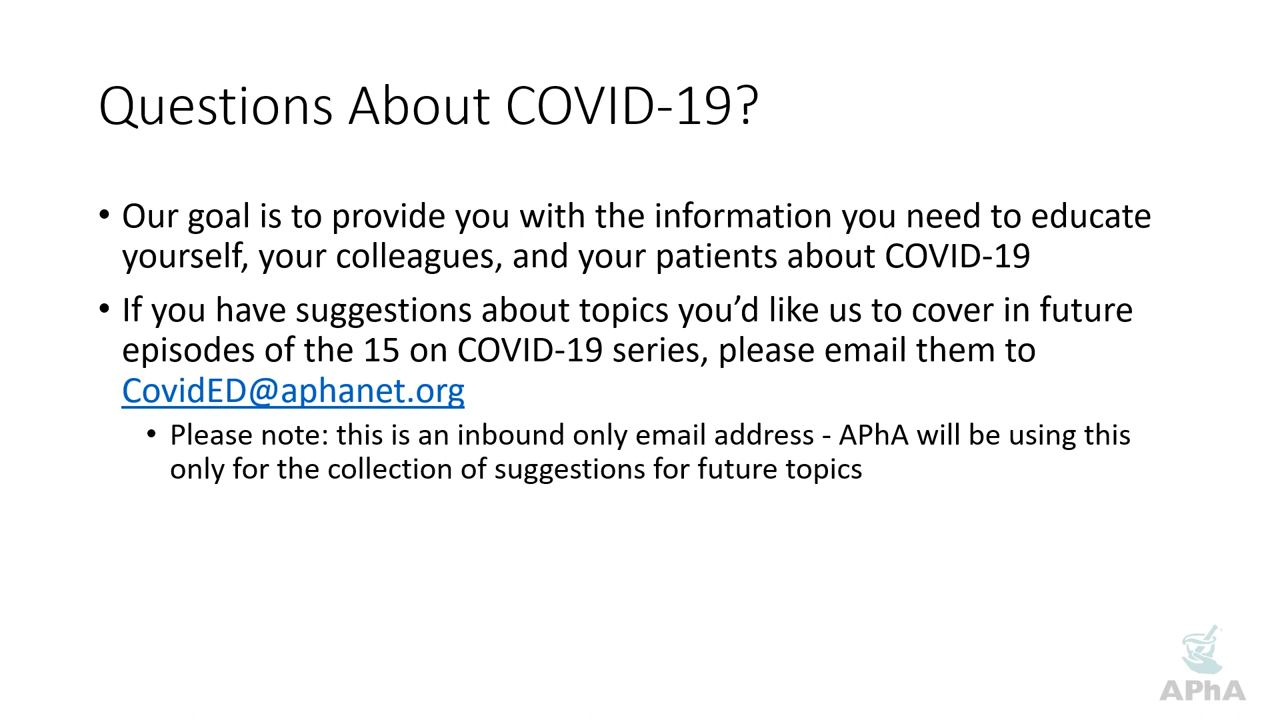 Questions About COVID-19?
• Our goal is to provide you with the information you need to educate
yourself, your colleagues, and your patients about COVID-19
• If you have suggestions about topics you’d like us to cover in future
episodes of the 15 on COVID-19 series, please email them to
CovidED@aphanet.org
• Please note: this is an inbound only email address - APhA will be using this
only for the collection of suggestions for future topics
APhA